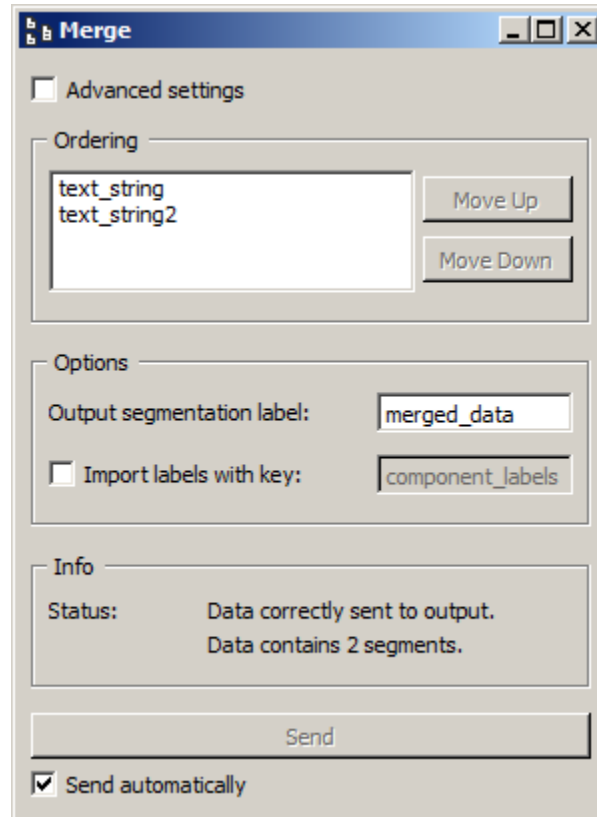 Merge
Advanced settings
Ordering
text_string
text_string2
Move Up
Move Down
Options
Output segmentation label: merged_data
Import labels with key: component_labels
Info
Status: Data correctly sent to output.
Data contains 2 segments.
Send
Send automatically